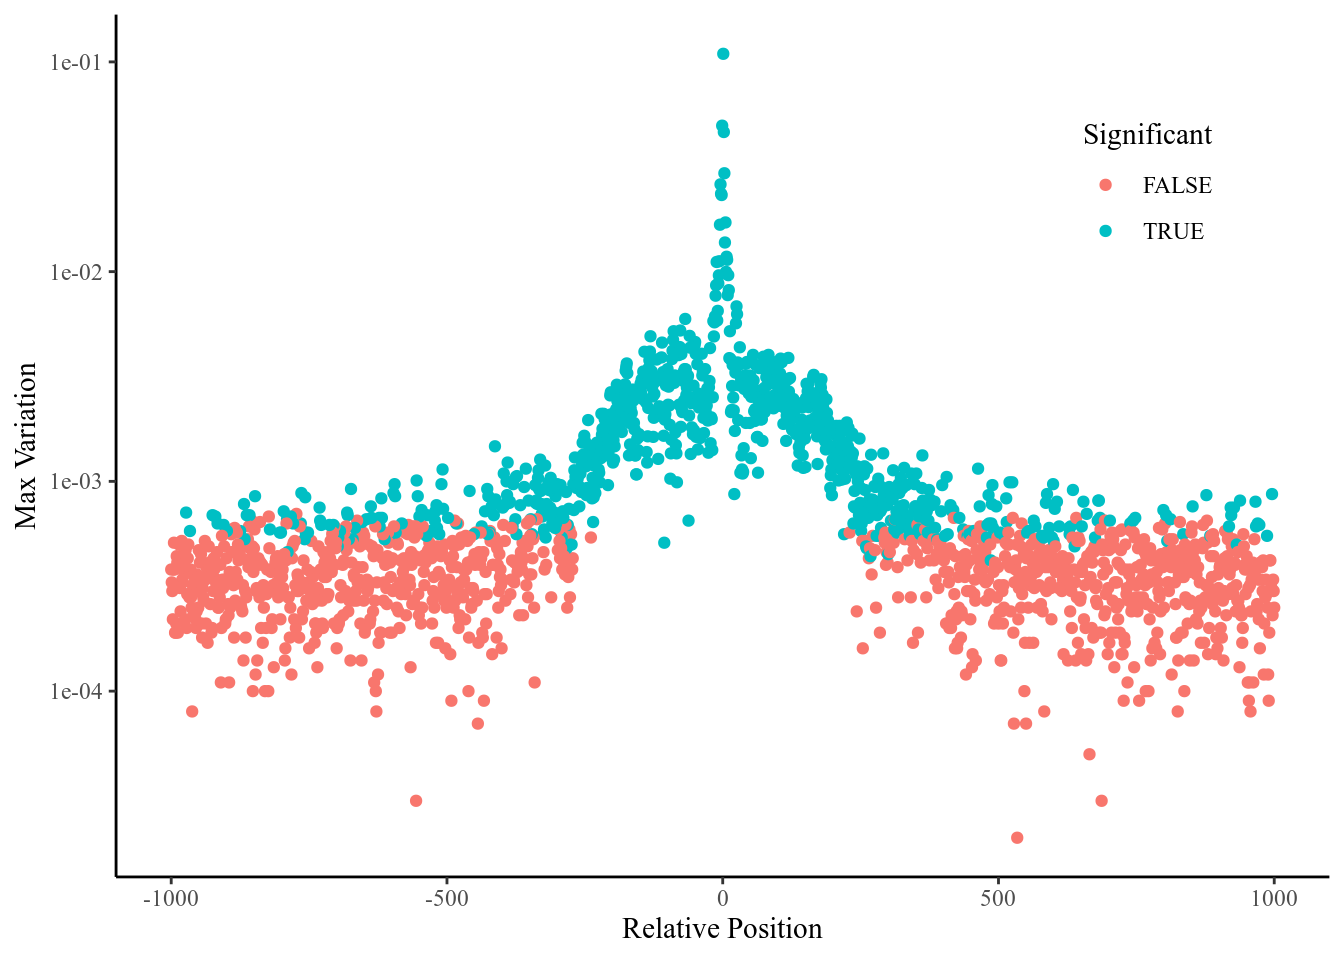 1e-01
1e-02
1e-03
1e-04
Max Variation
-1000
-500
0
500
1000
Relative Position
Significant
FALSE
TRUE